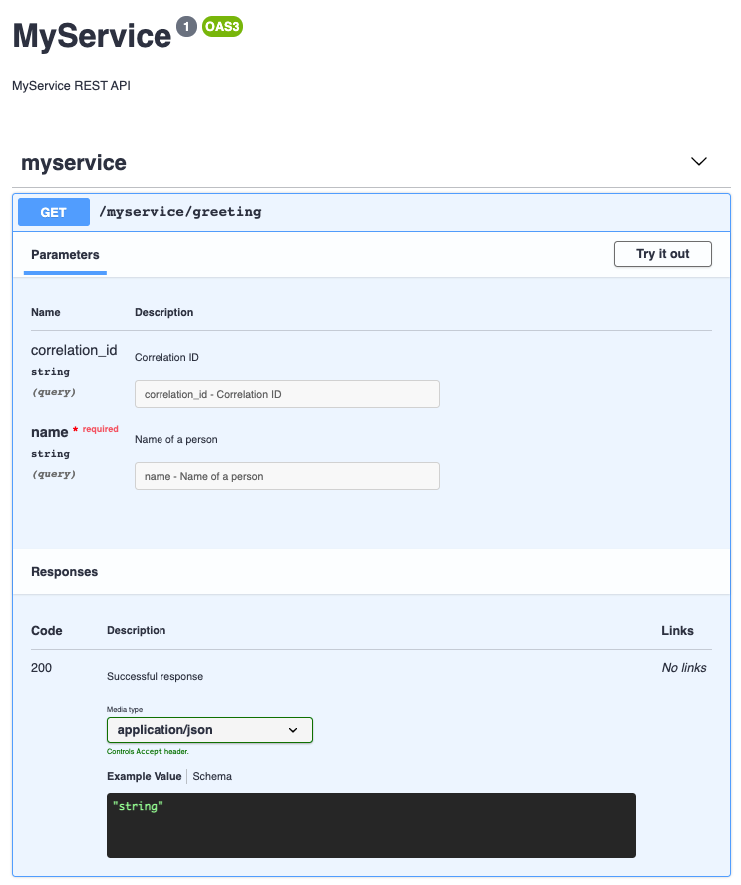 MyService 1 OAS3
MyService REST API
myservice
GET /myservice/greeting
Parameters Try it out
Name Description
correlation_id Correlation ID
string
(query) correlation_id - Correlation ID
name * required Name of a person
string
(query) name - Name of a person
Responses
Code Description Links
200 Successful response No links
Media type
application/json
Controls Accept header.
Example Value Schema
"string"